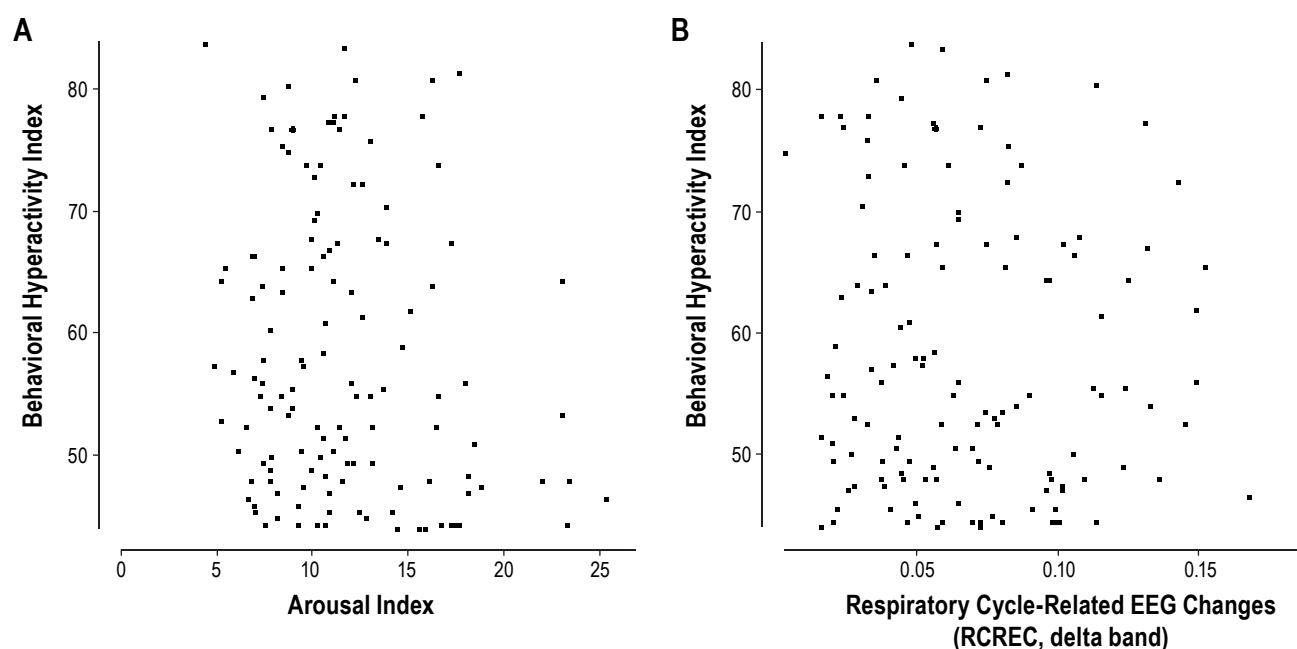 A
Behavioral Hyperactivity Index
80
70
60
50
0 5 10 15 20 25
Arousal Index
B
Behavioral Hyperactivity Index
80
70
60
50
0.05 0.10 0.15
Respiratory Cycle-Related EEG Changes
(RCREC, delta band)